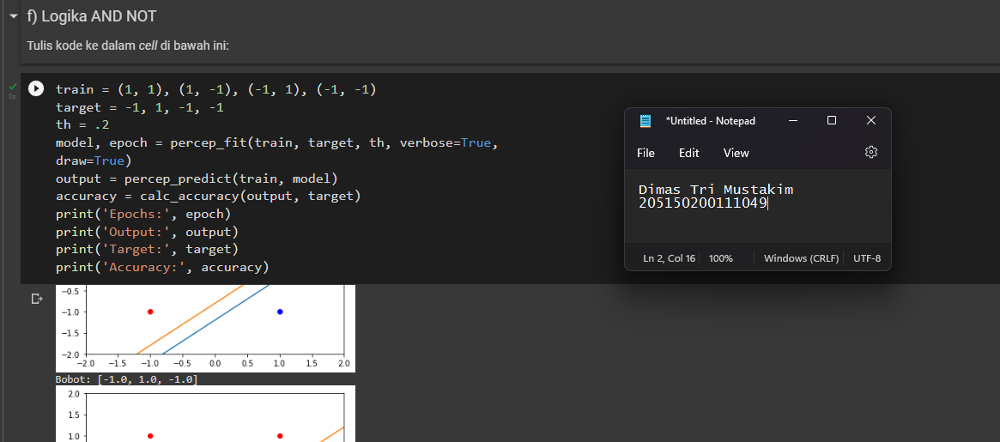 f) Logika AND NOT
Tulis kode ke dalam cell di bawah ini:
0s
train = (1, 1), (1, -1), (-1, 1), (-1, -1)
target = -1, 1, -1, -1
th = .2
model, epoch = percep_fit(train, target, th, verbose=True,
draw=True)
output = percep_predict(train, model)
accuracy = calc_accuracy(output, target)
print('Epochs:', epoch)
print('Output:', output)
print('Target:', target)
print('Accuracy:', accuracy)
*Untitled - Notepad
File Edit View
Dimas Tri Mustakim
205150200111049
Ln 2, Col 16 100% Windows (CRLF) UTF-8
−0.5
−1.0
−1.5
−2.0
−2.0 −1.5 −1.0 −0.5 0.0 0.5 1.0 1.5 2.0
Bobot: [-1.0, 1.0, -1.0]
2.0
1.5
1.0